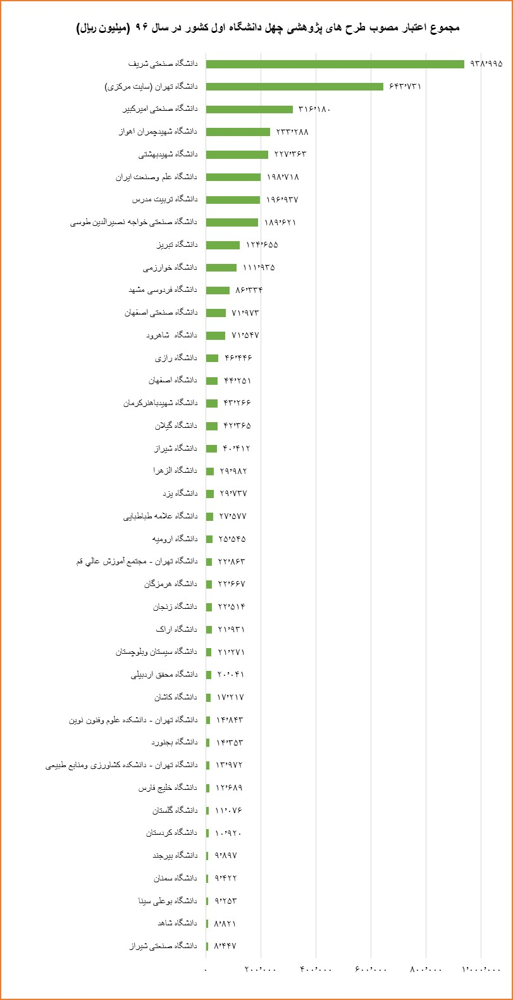 مجموع اعتبار مصوب طرح های پژوهشی چهل دانشگاه اول کشور در سال ۹۶ (میلیون ریال)
دانشگاه صنعتی شریف ۹۳۸٬۹۹۵
دانشگاه تهران (سایت مرکزی) ۶۴۳٬۷۳۱
دانشگاه صنعتی امیرکبیر ۳۱۶٬۱۸۰
دانشگاه شهیدچمران اهواز ۲۳۳٬۲۸۸
دانشگاه شهیدبهشتی ۲۲۷٬۳۶۳
دانشگاه علم وصنعت ایران ۱۹۸٬۷۱۸
دانشگاه تربیت مدرس ۱۹۶٬۹۳۷
دانشگاه صنعتی خواجه نصیرالدین طوسی ۱۸۹٬۶۲۱
دانشگاه تبریز ۱۲۴٬۶۵۵
دانشگاه خوارزمی ۱۱۱٬۹۳۵
دانشگاه فردوسی مشهد ۸۶٬۳۳۴
دانشگاه صنعتی اصفهان ۷۱٬۹۷۳
دانشگاه شاهرود ۷۱٬۵۴۷
دانشگاه رازی ۴۶٬۴۴۶
دانشگاه اصفهان ۴۴٬۲۵۱
دانشگاه شهیدباهنرکرمان ۴۳٬۲۶۶
دانشگاه گیلان ۴۲٬۳۶۵
دانشگاه شیراز ۴۰٬۴۱۲
دانشگاه الزهرا ۲۹٬۹۸۲
دانشگاه یزد ۲۹٬۷۳۷
دانشگاه علامه طباطبایی ۲۷٬۵۷۷
دانشگاه ارومیه ۲۵٬۵۴۵
دانشگاه تهران - مجتمع آموزش عالي قم ۲۲٬۸۶۳
دانشگاه هرمزگان ۲۲٬۶۶۷
دانشگاه زنجان ۲۲٬۵۱۴
دانشگاه اراک ۲۱٬۹۳۱
دانشگاه سیستان وبلوچستان ۲۱٬۲۷۱
دانشگاه محقق اردبیلی ۲۰٬۰۴۱
دانشگاه کاشان ۱۷٬۲۱۷
دانشگاه تهران - دانشکده علوم وفنون نوین ۱۴٬۸۴۳
دانشگاه بجنورد ۱۴٬۳۵۳
دانشگاه تهران - دانشکده کشاورزی ومنابع طبیعی ۱۳٬۹۷۲
دانشگاه خلیج فارس ۱۲٬۶۸۹
دانشگاه گلستان ۱۱٬۰۷۶
دانشگاه کردستان ۱۰٬۹۲۰
دانشگاه بیرجند ۹٬۸۹۷
دانشگاه سمنان ۹٬۴۲۲
دانشگاه بوعلی سینا ۹٬۲۵۳
دانشگاه شاهد ۸٬۸۲۱
دانشگاه صنعتی شیراز ۸٬۴۴۷
۰ ۲۰۰٬۰۰۰ ۴۰۰٬۰۰۰ ۶۰۰٬۰۰۰ ۸۰۰٬۰۰۰ ۱٬۰۰۰٬۰۰۰